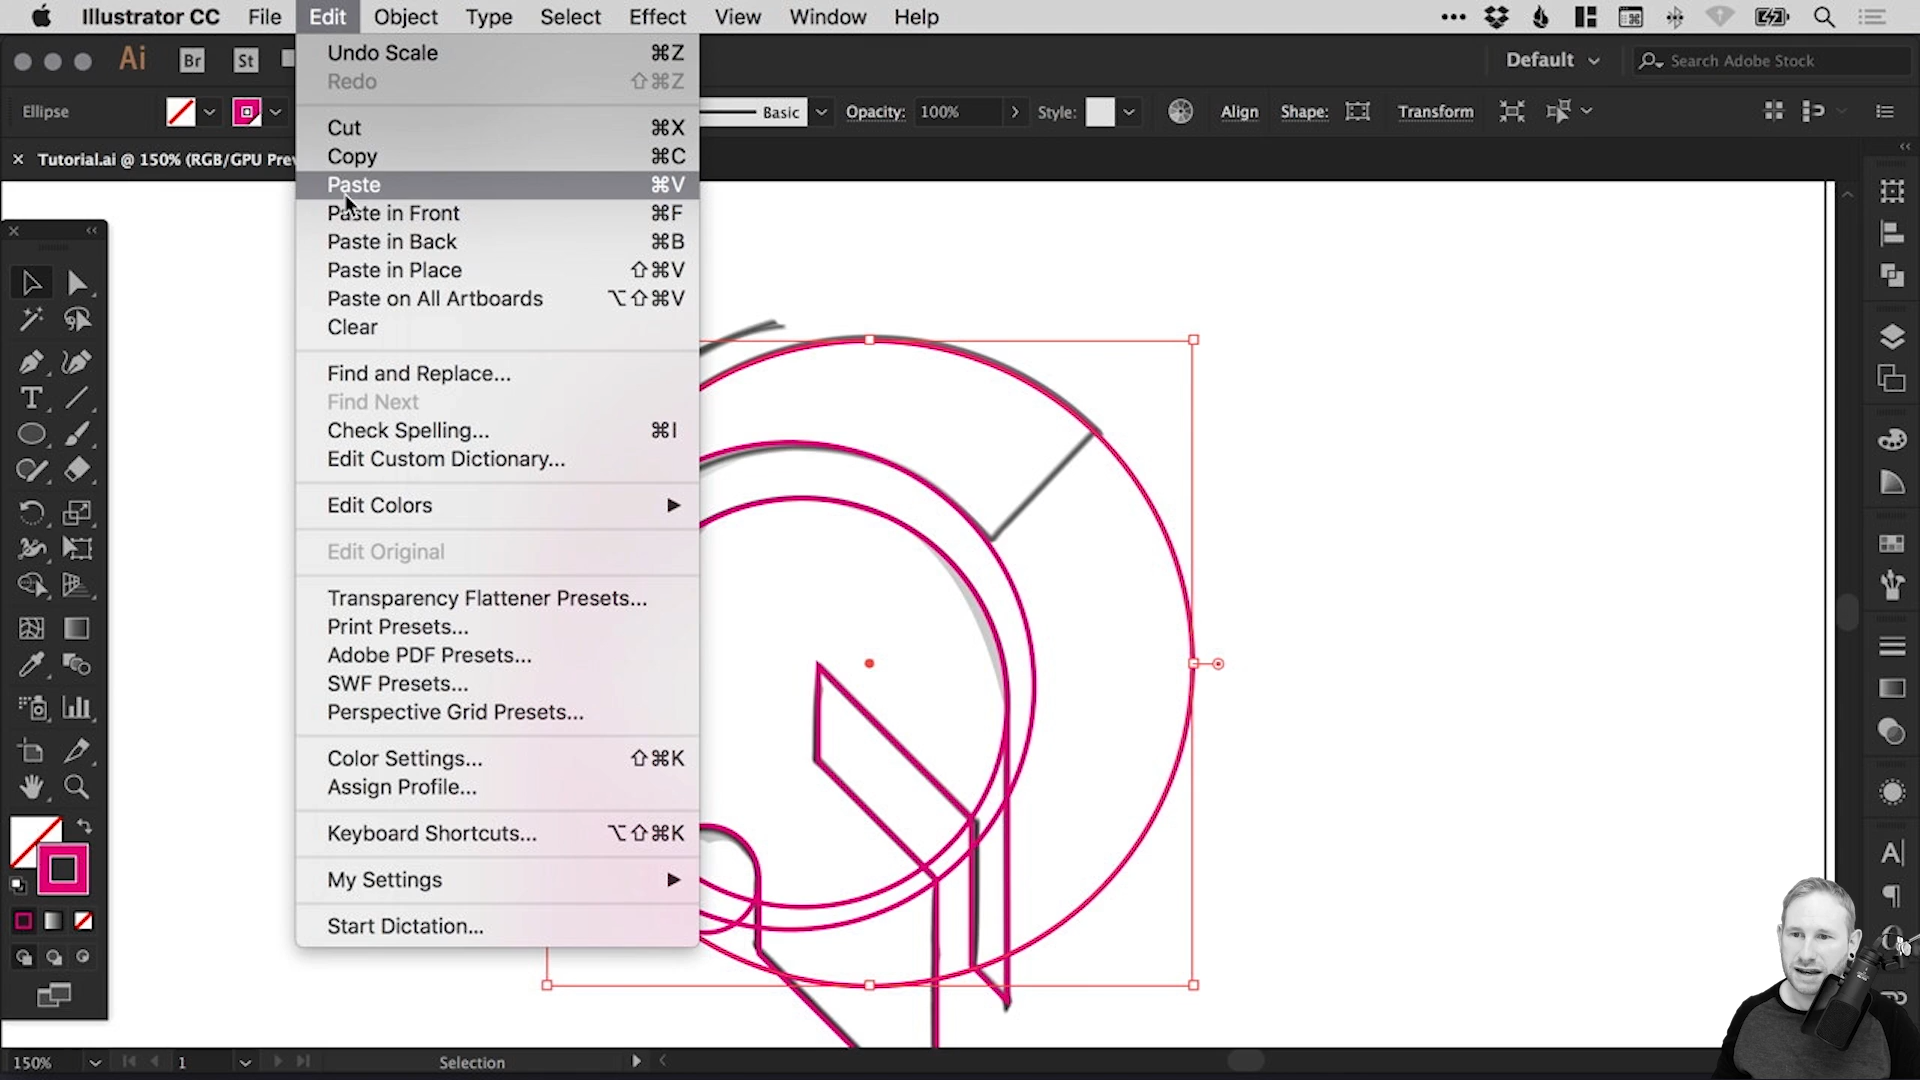 Illustrator CC File Edit Object Type Select Effect View Window Help
Ai Br St Default Search Adobe Stock
Ellipse Basic Opacity: 100% Style: Align Shape: Transform
Tutorial.ai @ 150% (RGB/GPU Prev
Undo Scale ⌘Z
Redo ⇧⌘Z
Cut ⌘X
Copy ⌘C
Paste ⌘V
Paste in Front ⌘F
Paste in Back ⌘B
Paste in Place ⇧⌘V
Paste on All Artboards ⌥⇧⌘V
Clear
Find and Replace...
Find Next
Check Spelling... ⌘I
Edit Custom Dictionary...
Edit Colors
Edit Original
Transparency Flattener Presets...
Print Presets...
Adobe PDF Presets...
SWF Presets...
Perspective Grid Presets...
Color Settings... ⇧⌘K
Assign Profile...
Keyboard Shortcuts... ⌥⇧⌘K
My Settings
Start Dictation...
150% 1 Selection